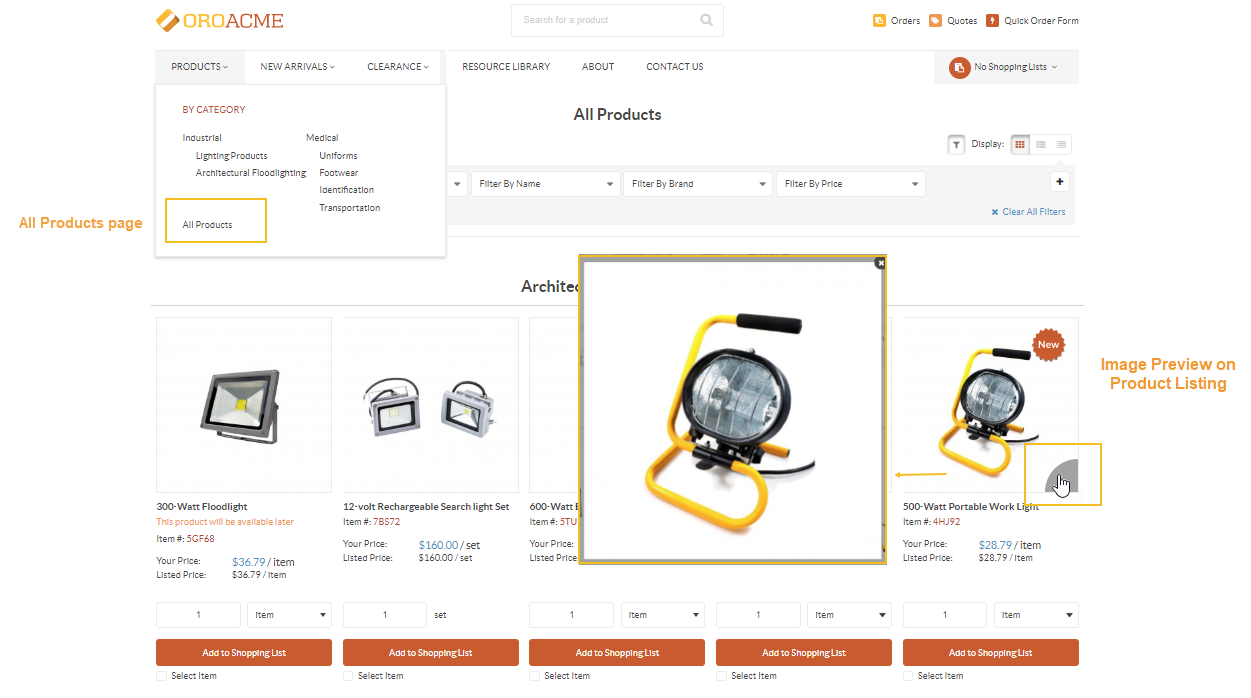 OROACME
Search for a product
Orders
Quotes
Quick Order Form
PRODUCTS
NEW ARRIVALS
CLEARANCE
RESOURCE LIBRARY
ABOUT
CONTACT US
No Shopping Lists
BY CATEGORY
Industrial
Lighting Products
Architectural Floodlighting
Medical
Uniforms
Footwear
Identification
Transportation
All Products
All Products page
All Products
Display:
Filter By Name
Filter By Brand
Filter By Price
Clear All Filters
New
Image Preview on
Product Listing
300-Watt Floodlight
This product will be available later
Item #: 5GF68
Your Price: $36.79 / item
Listed Price: $36.79 / item
12-volt Rechargeable Search light Set
Item #: 7BS72
Your Price: $160.00 / set
Listed Price: $160.00 / set
600-Watt
Item #: 5TU
Your Price:
Listed Price:
500-Watt Portable Work Light
Item #: 4HJ92
Your Price: $28.79 / item
Listed Price: $28.79 / item
1 item
1 set
1 item
1 item
1 item
Add to Shopping List
Add to Shopping List
Add to Shopping List
Add to Shopping List
Add to Shopping List
Select Item
Select Item
Select Item
Select Item
Select Item